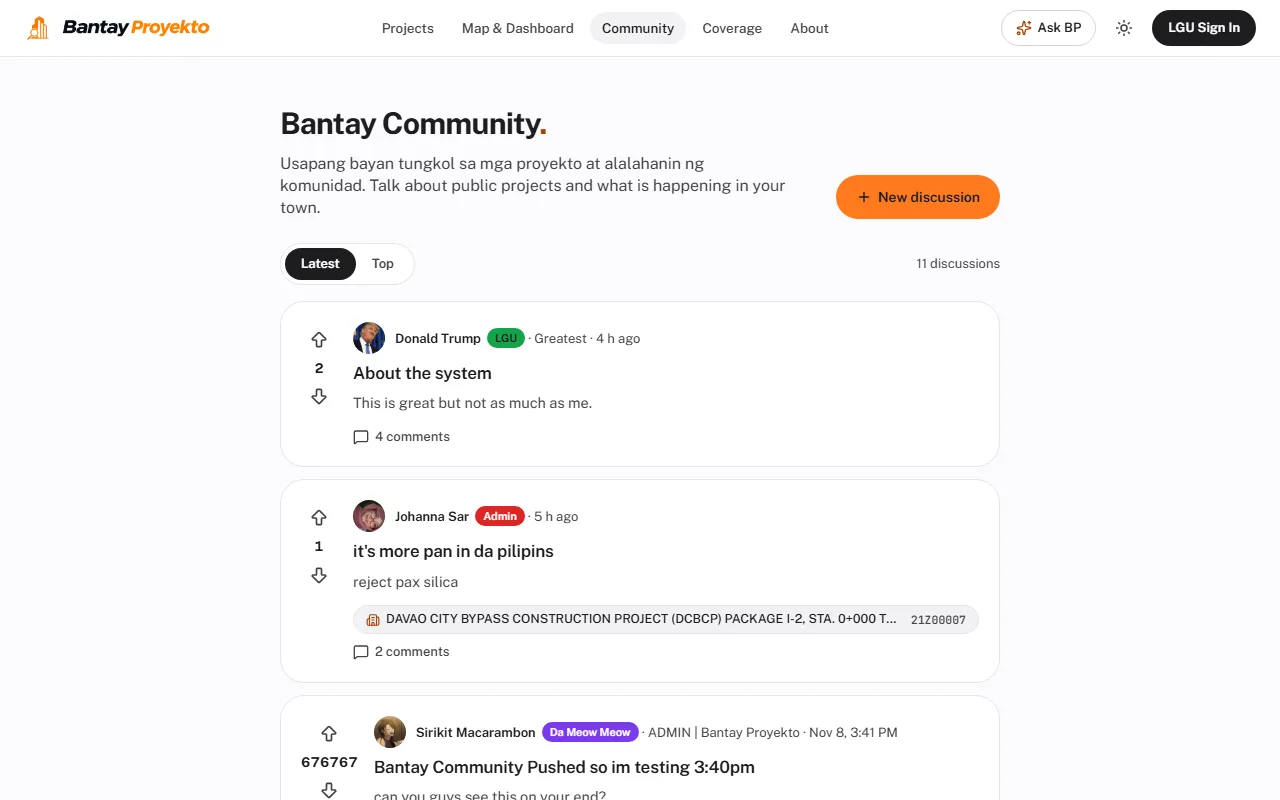 Bantay Proyekto
Projects
Map & Dashboard
Community
Coverage
About
Ask BP
LGU Sign In
Bantay Community.
Usapang bayan tungkol sa mga proyekto at alalahanin ng
komunidad. Talk about public projects and what is happening in your
town.
+ New discussion
Latest
Top
11 discussions
2
Donald Trump LGU · Greatest · 4 h ago
About the system
This is great but not as much as me.
4 comments
1
Johanna Sar Admin · 5 h ago
it's more pan in da pilipins
reject pax silica
DAVAO CITY BYPASS CONSTRUCTION PROJECT (DCBCP) PACKAGE I-2, STA. 0+000 T... 21Z00007
2 comments
676767
Sirikit Macarambon Da Meow Meow · ADMIN | Bantay Proyekto · Nov 8, 3:41 PM
Bantay Community Pushed so im testing 3:40pm
can you guys see this on your end?